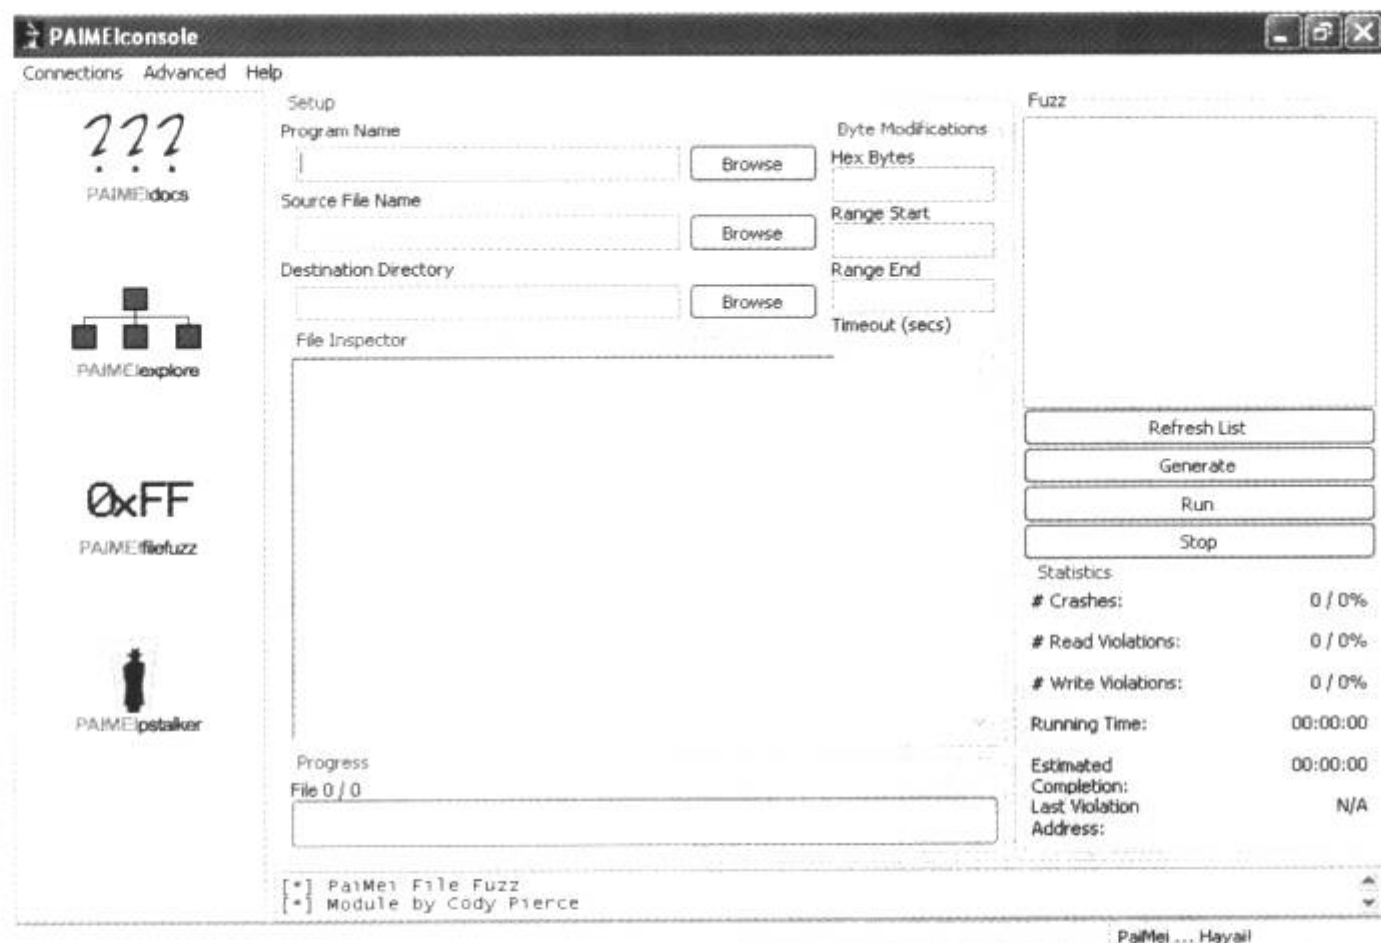 PAIMEIconsole
Connections Advanced Help
???
PAIMEIdocs
PAIMEIexplore
0xFF
PAIMEIfilefuzz
PAIMEIpstalker
Setup
Program Name
Browse
Source File Name
Browse
Destination Directory
Browse
Byte Modifications
Hex Bytes
Range Start
Range End
Timeout (secs)
File Inspector
Progress
File 0 / 0
Fuzz
Refresh List
Generate
Run
Stop
Statistics
# Crashes: 0 / 0%
# Read Violations: 0 / 0%
# Write Violations: 0 / 0%
Running Time: 00:00:00
Estimated 00:00:00
Completion:
Last Violation N/A
Address:
[*] PaiMei File Fuzz
[*] Module by Cody Pierce
PaiMei ... Hayai!